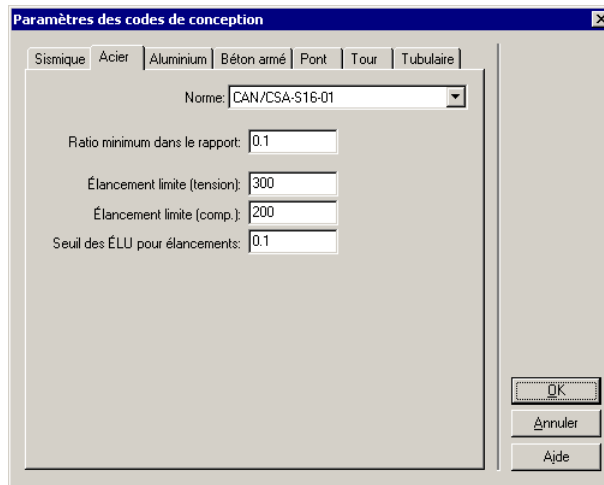 Paramètres des codes de conception
Sismique Acier Aluminium Béton armé Pont Tour Tubulaire
Norme: CAN/CSA-S16-01
Ratio minimum dans le rapport: 0.1
Élancement limite (tension): 300
Élancement limite (comp.): 200
Seuil des ÉLU pour élancements: 0.1
OK
Annuler
Aide